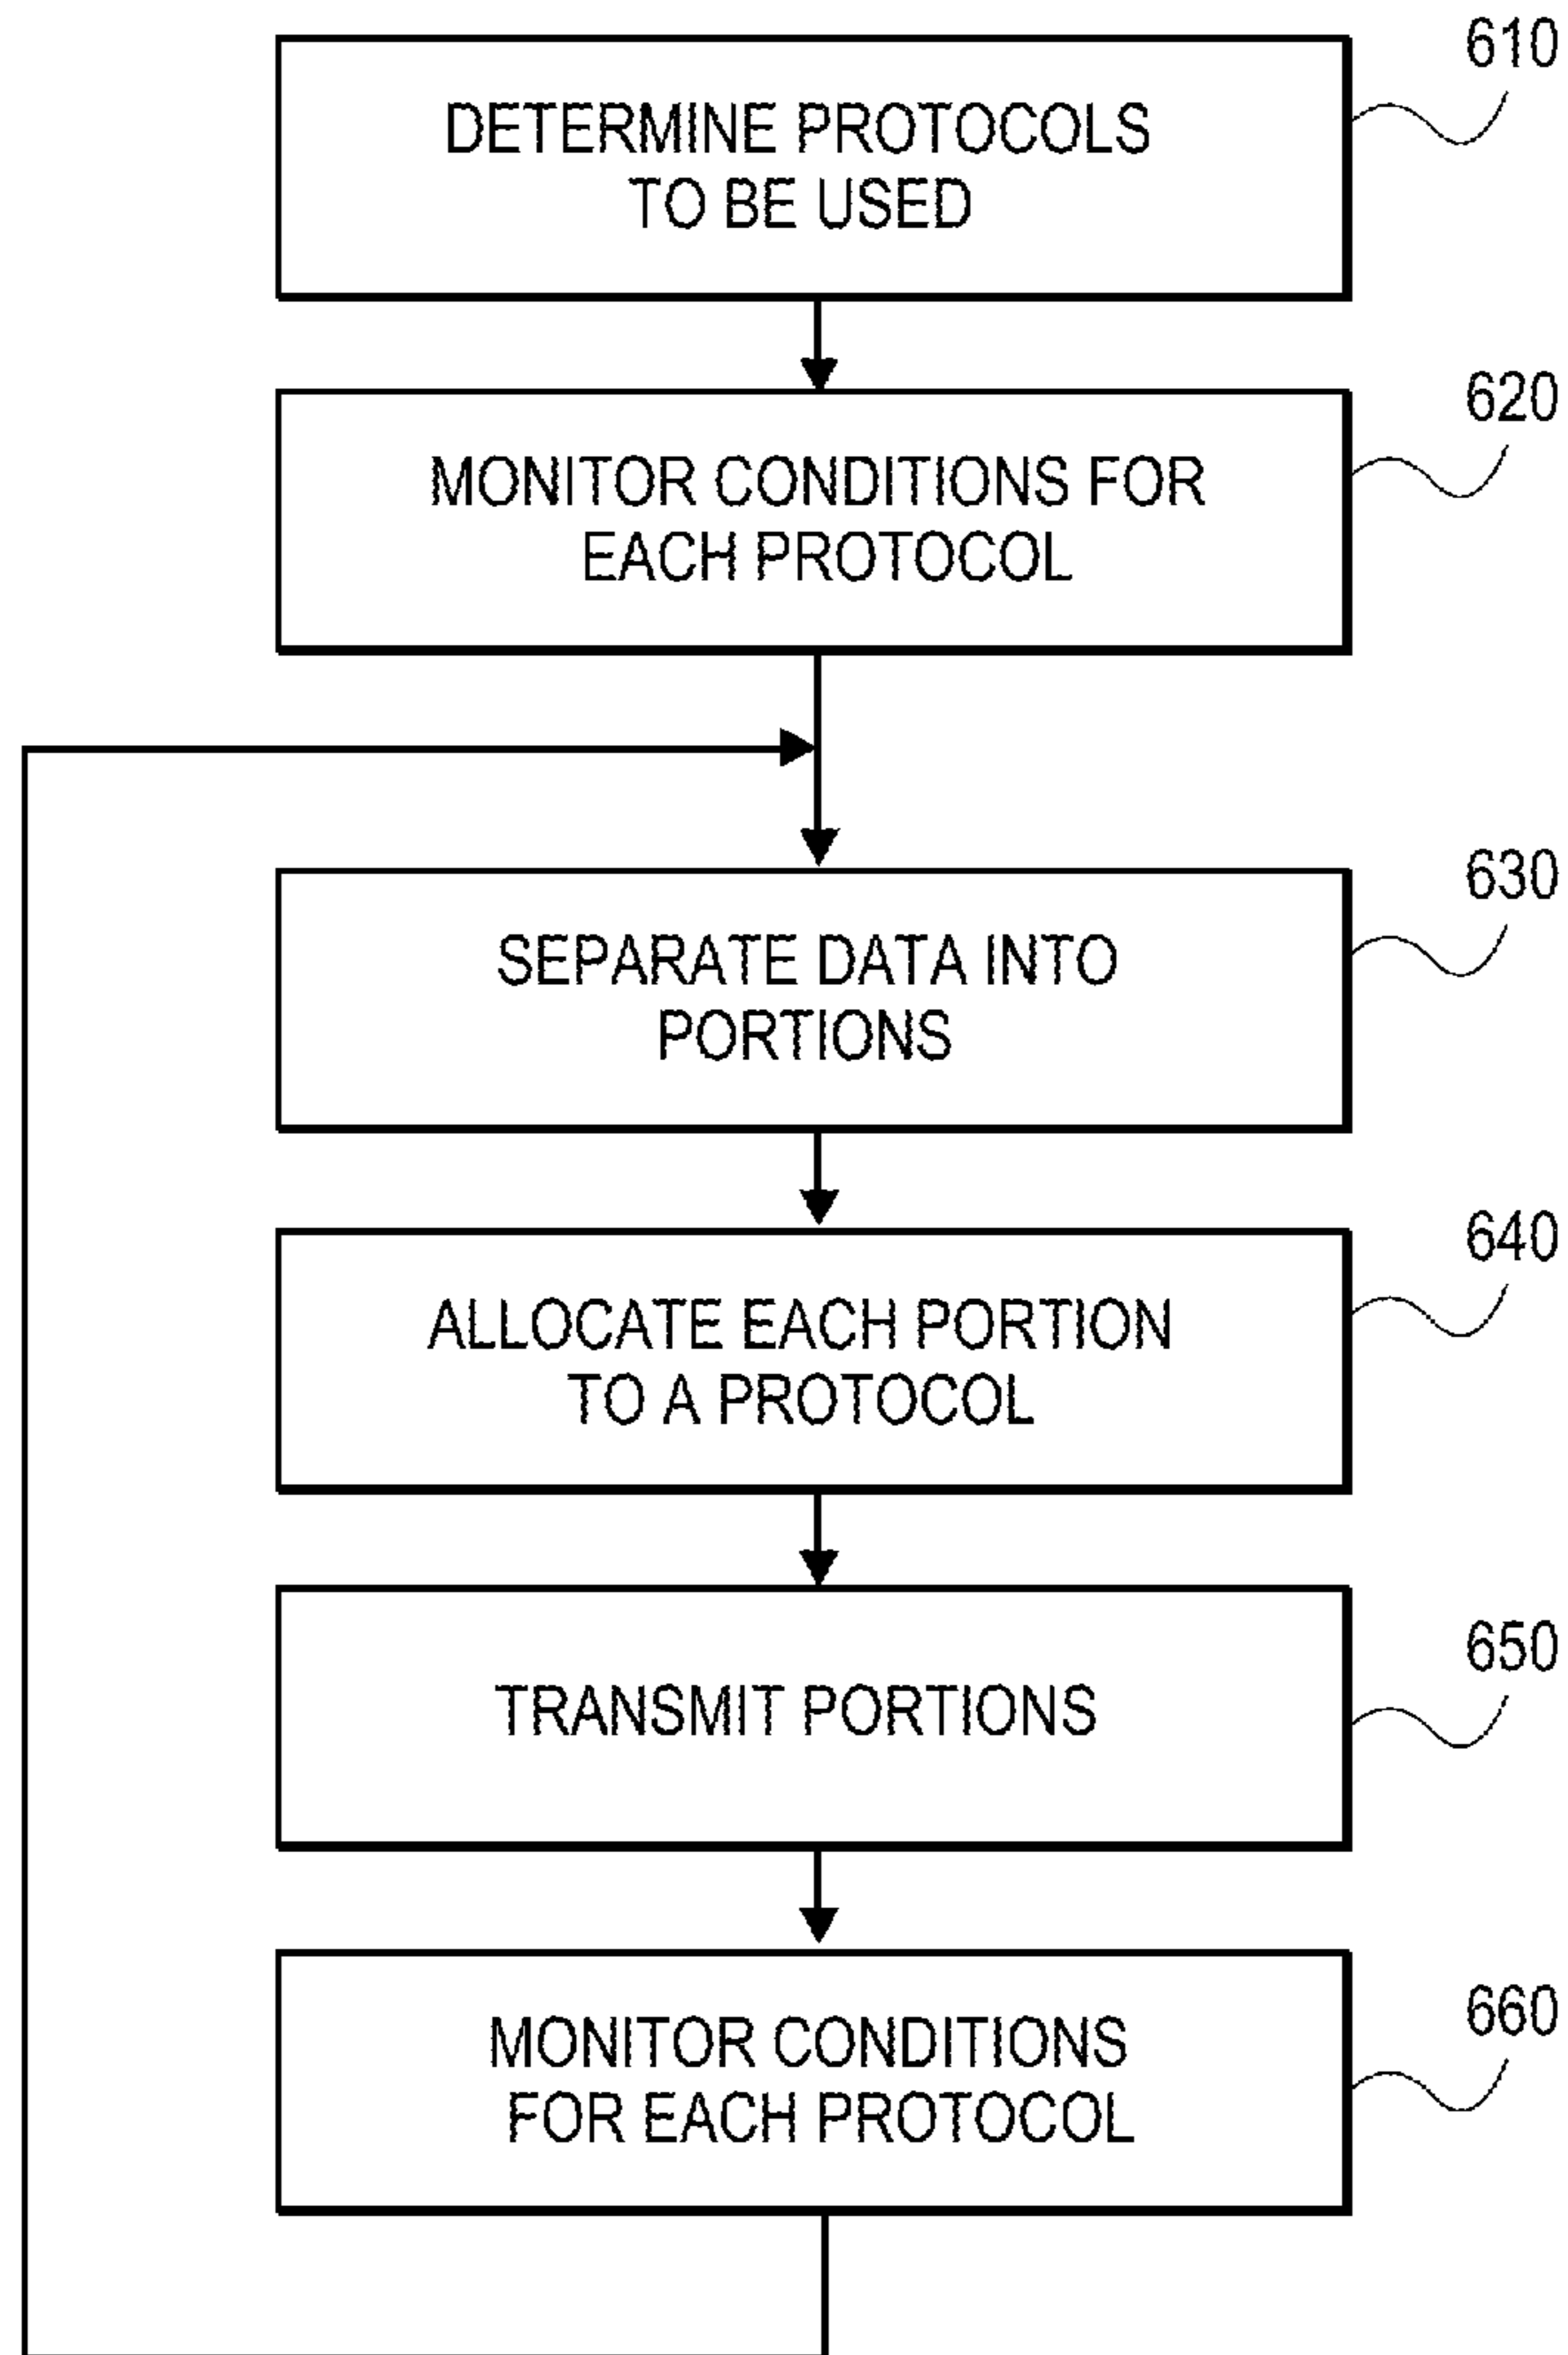 610
DETERMINE PROTOCOLS
TO BE USED
620
MONITOR CONDITIONS FOR
EACH PROTOCOL
630
SEPARATE DATA INTO
PORTIONS
640
ALLOCATE EACH PORTION
TO A PROTOCOL
650
TRANSMIT PORTIONS
660
MONITOR CONDITIONS
FOR EACH PROTOCOL